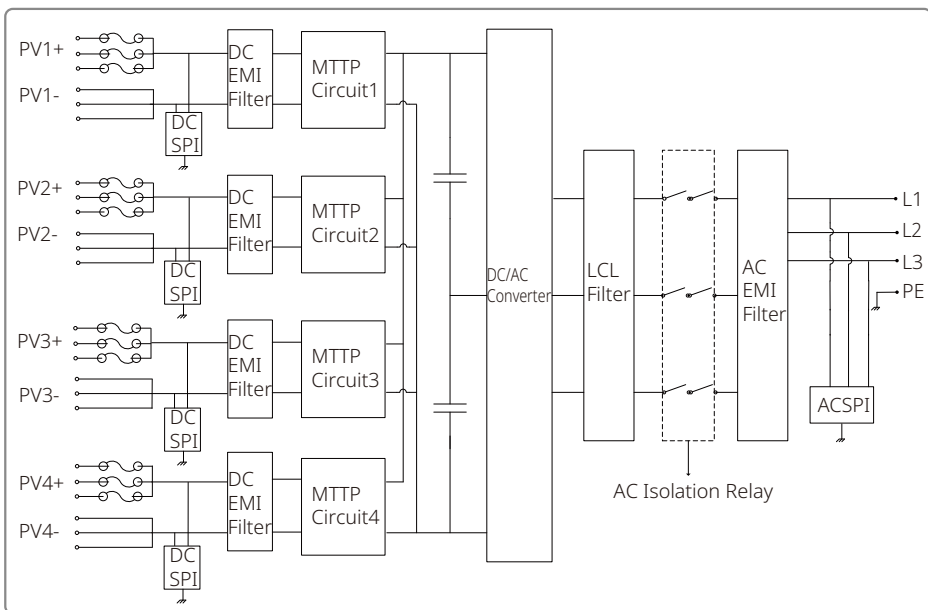 PV1+
PV1-
DC
SPI
DC
EMI
Filter
MTTP
Circuit1
PV2+
PV2-
DC
SPI
DC
EMI
Filter
MTTP
Circuit2
PV3+
PV3-
DC
SPI
DC
EMI
Filter
MTTP
Circuit3
PV4+
PV4-
DC
SPI
DC
EMI
Filter
MTTP
Circuit4
DC/AC
Converter
LCL
Filter
AC Isolation Relay
AC
EMI
Filter
L1
L2
L3
PE
ACSPI